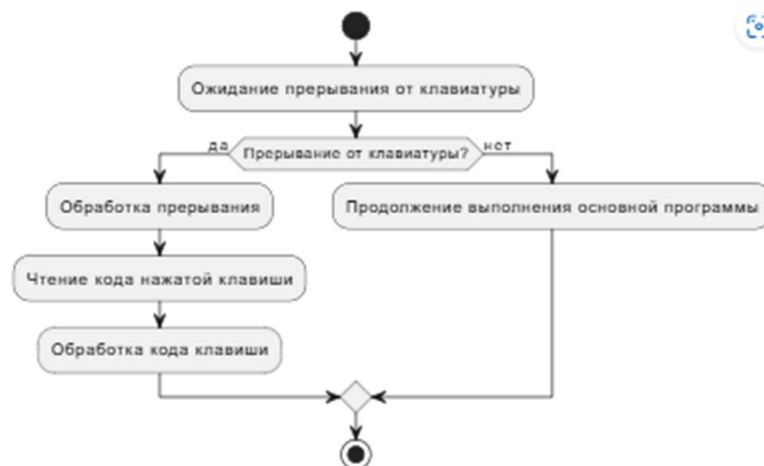 Ожидание прерывания от клавиатуры
да
Прерывание от клавиатуры?
нет
Обработка прерывания
Продолжение выполнения основной программы
Чтение кода нажатой клавиши
Обработка кода клавиши